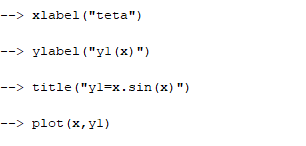 --> xlabel("teta")
--> ylabel("y1(x)")
--> title("y1=x.sin(x)")
--> plot(x,y1)